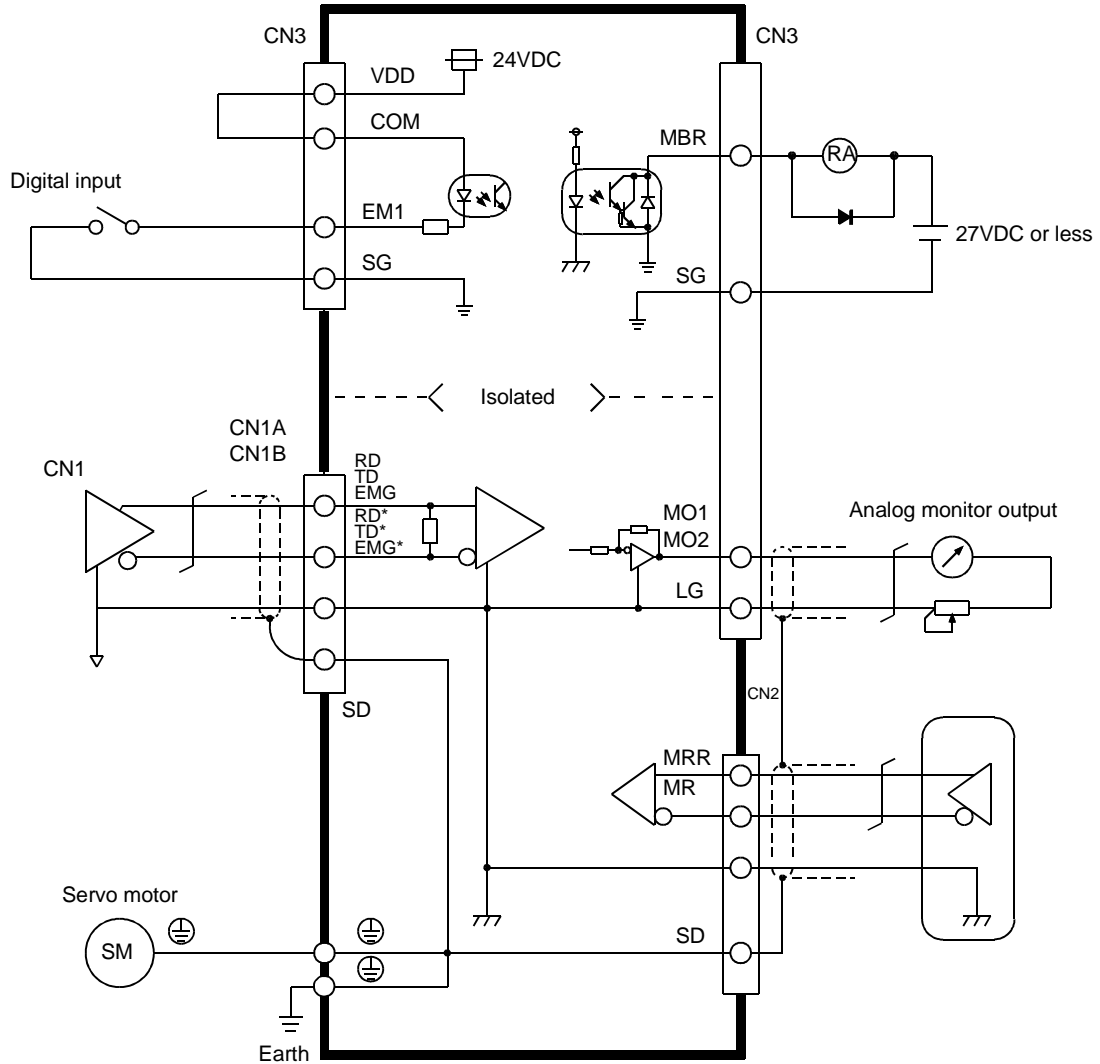 CN3
CN3
VDD
24VDC
COM
MBR
RA
Digital input
EM1
27VDC or less
SG
SG
Isolated
CN1A
CN1B
CN1
RD
TD
EMG
RD*
TD*
EMG*
MO1
MO2
Analog monitor output
LG
CN2
SD
MRR
MR
Servo motor
SM
SD
Earth